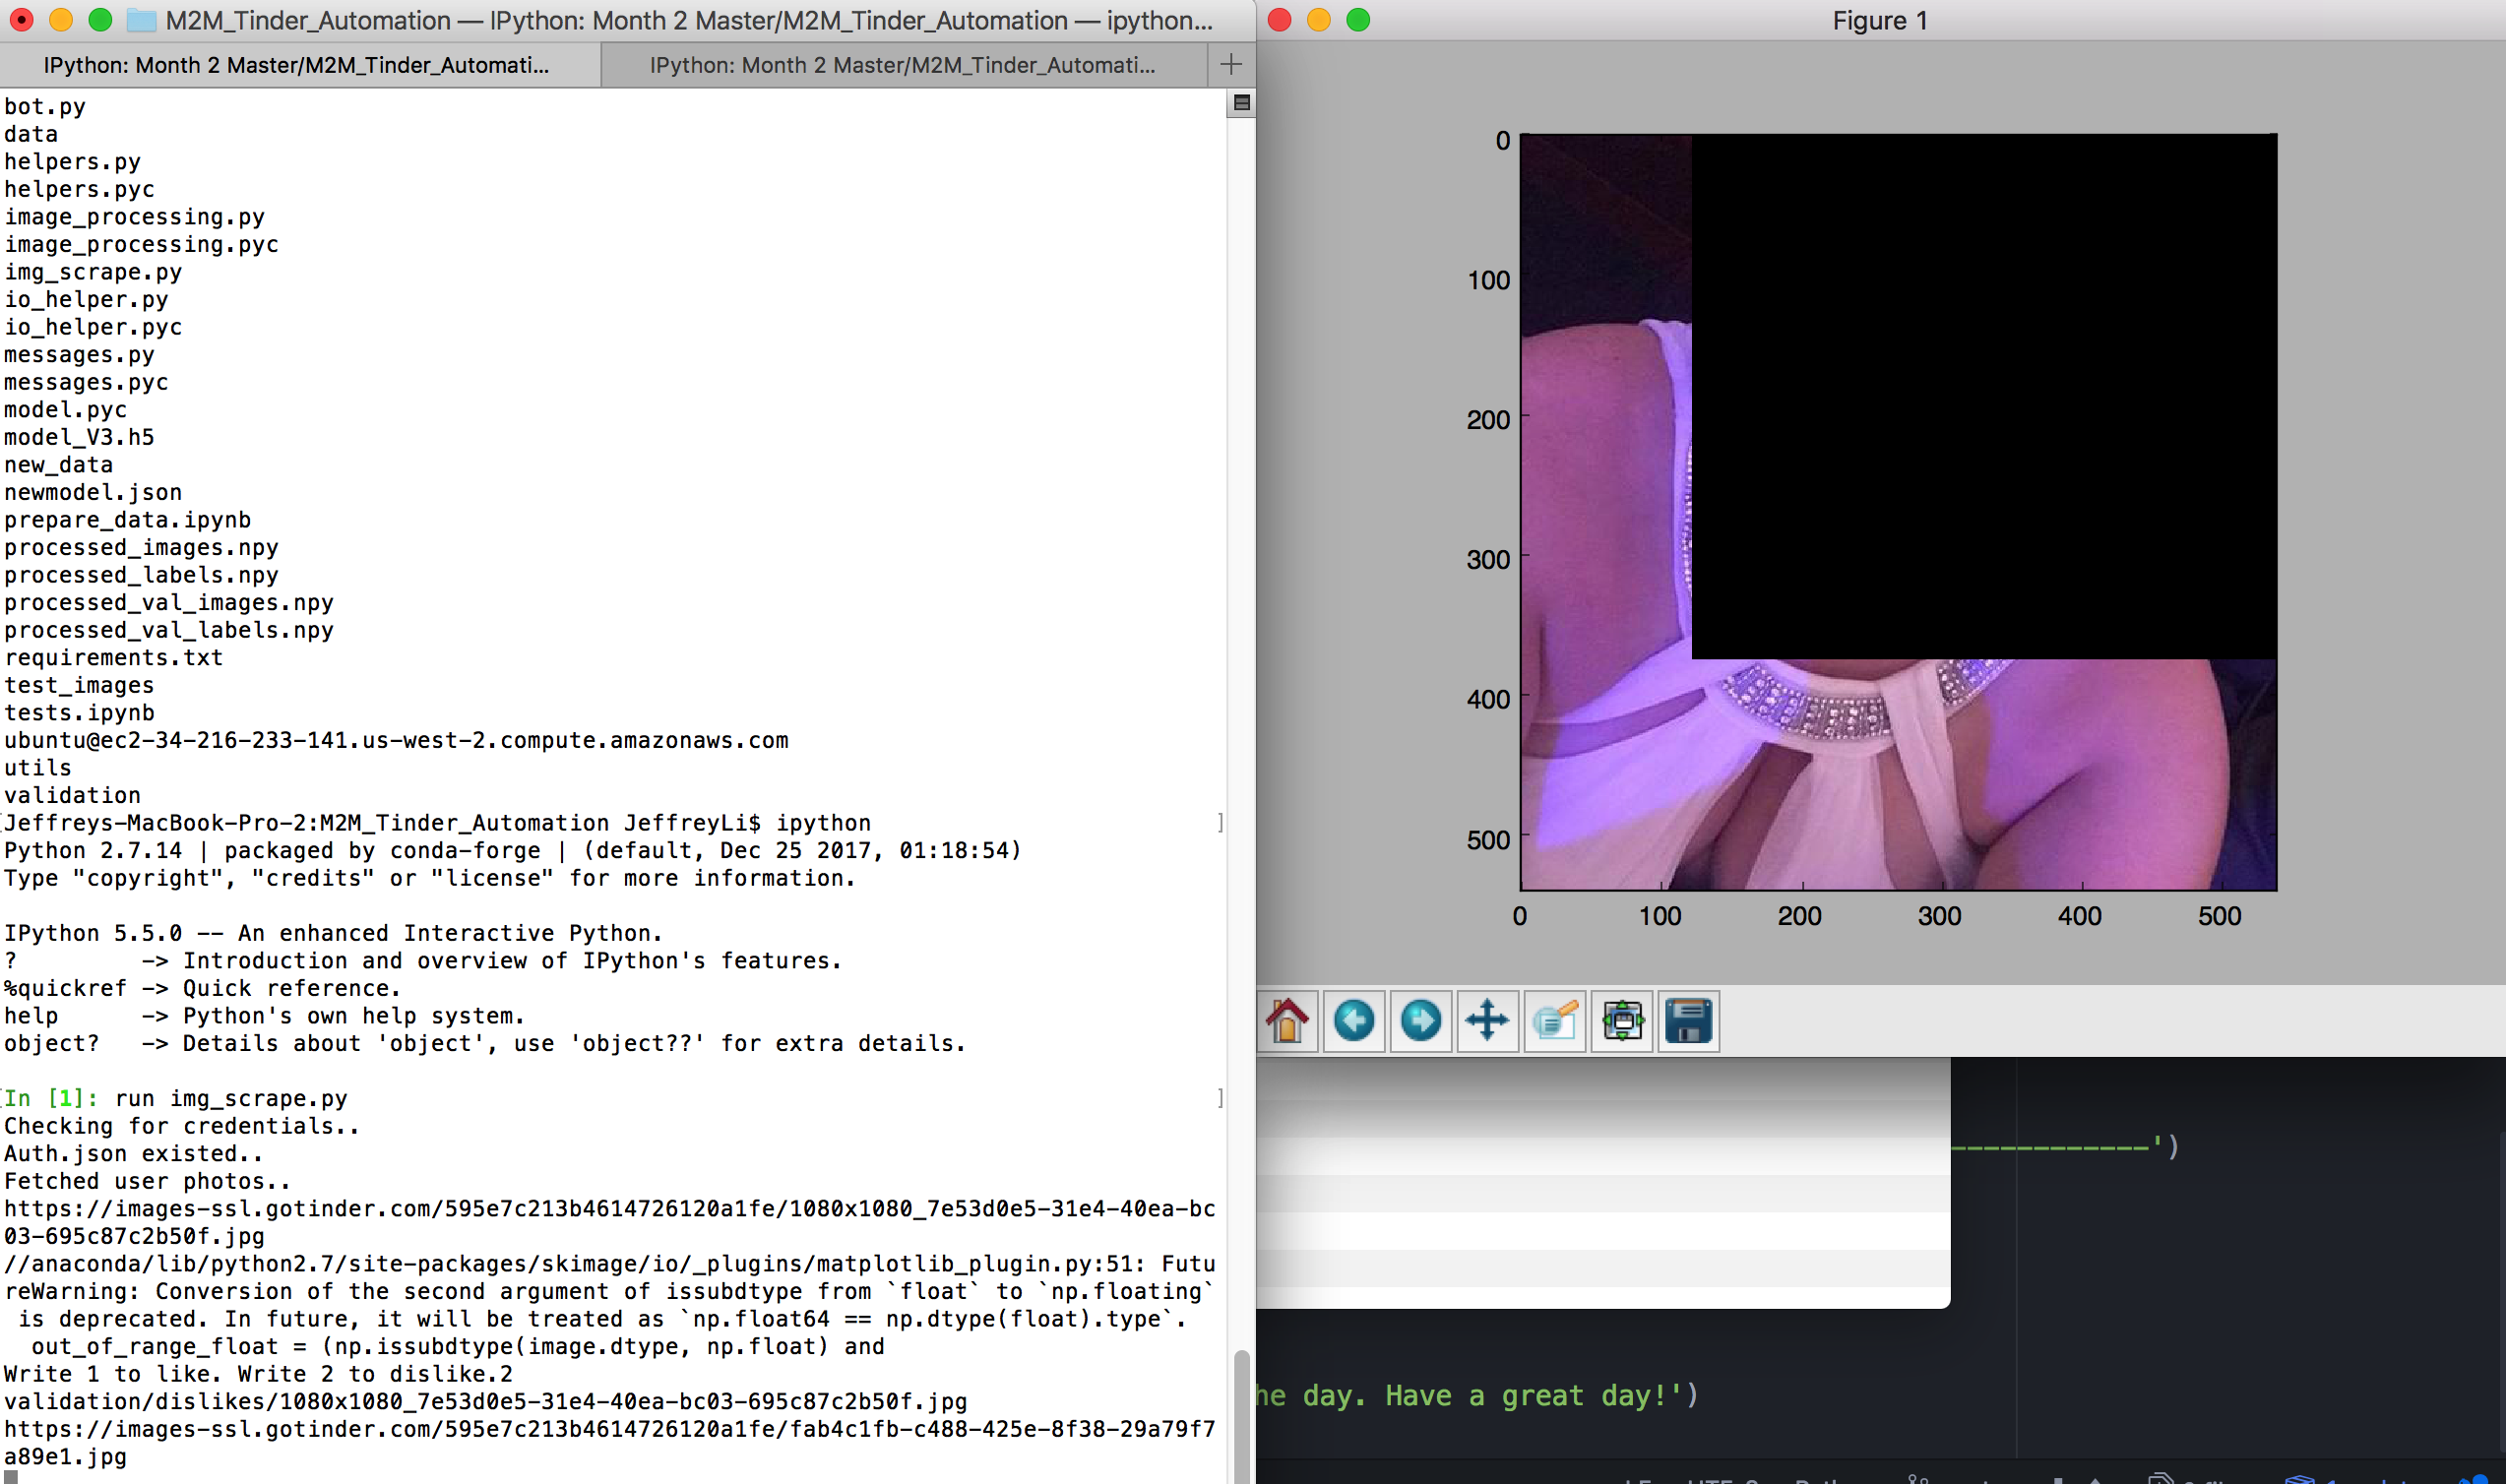 M2M_Tinder_Automation — IPython: Month 2 Master/M2M_Tinder_Automation — ipython...
IPython: Month 2 Master/M2M_Tinder_Automati...
IPython: Month 2 Master/M2M_Tinder_Automati...
bot.py
data
helpers.py
helpers.pyc
image_processing.py
image_processing.pyc
img_scrape.py
io_helper.py
io_helper.pyc
messages.py
messages.pyc
model.pyc
model_V3.h5
new_data
newmodel.json
prepare_data.ipynb
processed_images.npy
processed_labels.npy
processed_val_images.npy
processed_val_labels.npy
requirements.txt
test_images
tests.ipynb
ubuntu@ec2-34-216-233-141.us-west-2.compute.amazonaws.com
utils
validation
[Jeffreys-MacBook-Pro-2:M2M_Tinder_Automation JeffreyLi$ ipython ]
Python 2.7.14 | packaged by conda-forge | (default, Dec 25 2017, 01:18:54)
Type "copyright", "credits" or "license" for more information.
IPython 5.5.0 -- An enhanced Interactive Python.
? -> Introduction and overview of IPython's features.
%quickref -> Quick reference.
help -> Python's own help system.
object? -> Details about 'object', use 'object??' for extra details.
[In [1]: run img_scrape.py ]
Checking for credentials..
Auth.json existed..
Fetched user photos..
https://images-ssl.gotinder.com/595e7c213b4614726120a1fe/1080x1080_7e53d0e5-31e4-40ea-bc
03-695c87c2b50f.jpg
//anaconda/lib/python2.7/site-packages/skimage/io/_plugins/matplotlib_plugin.py:51: Futu
reWarning: Conversion of the second argument of issubdtype from `float` to `np.floating`
is deprecated. In future, it will be treated as `np.float64 == np.dtype(float).type`.
out_of_range_float = (np.issubdtype(image.dtype, np.float) and
Write 1 to like. Write 2 to dislike.2
validation/dislikes/1080x1080_7e53d0e5-31e4-40ea-bc03-695c87c2b50f.jpg
https://images-ssl.gotinder.com/595e7c213b4614726120a1fe/fab4c1fb-c488-425e-8f38-29a79f7
a89e1.jpg
Figure 1
0
100
200
300
400
500
0 100 200 300 400 500
------------')
he day. Have a great day!')